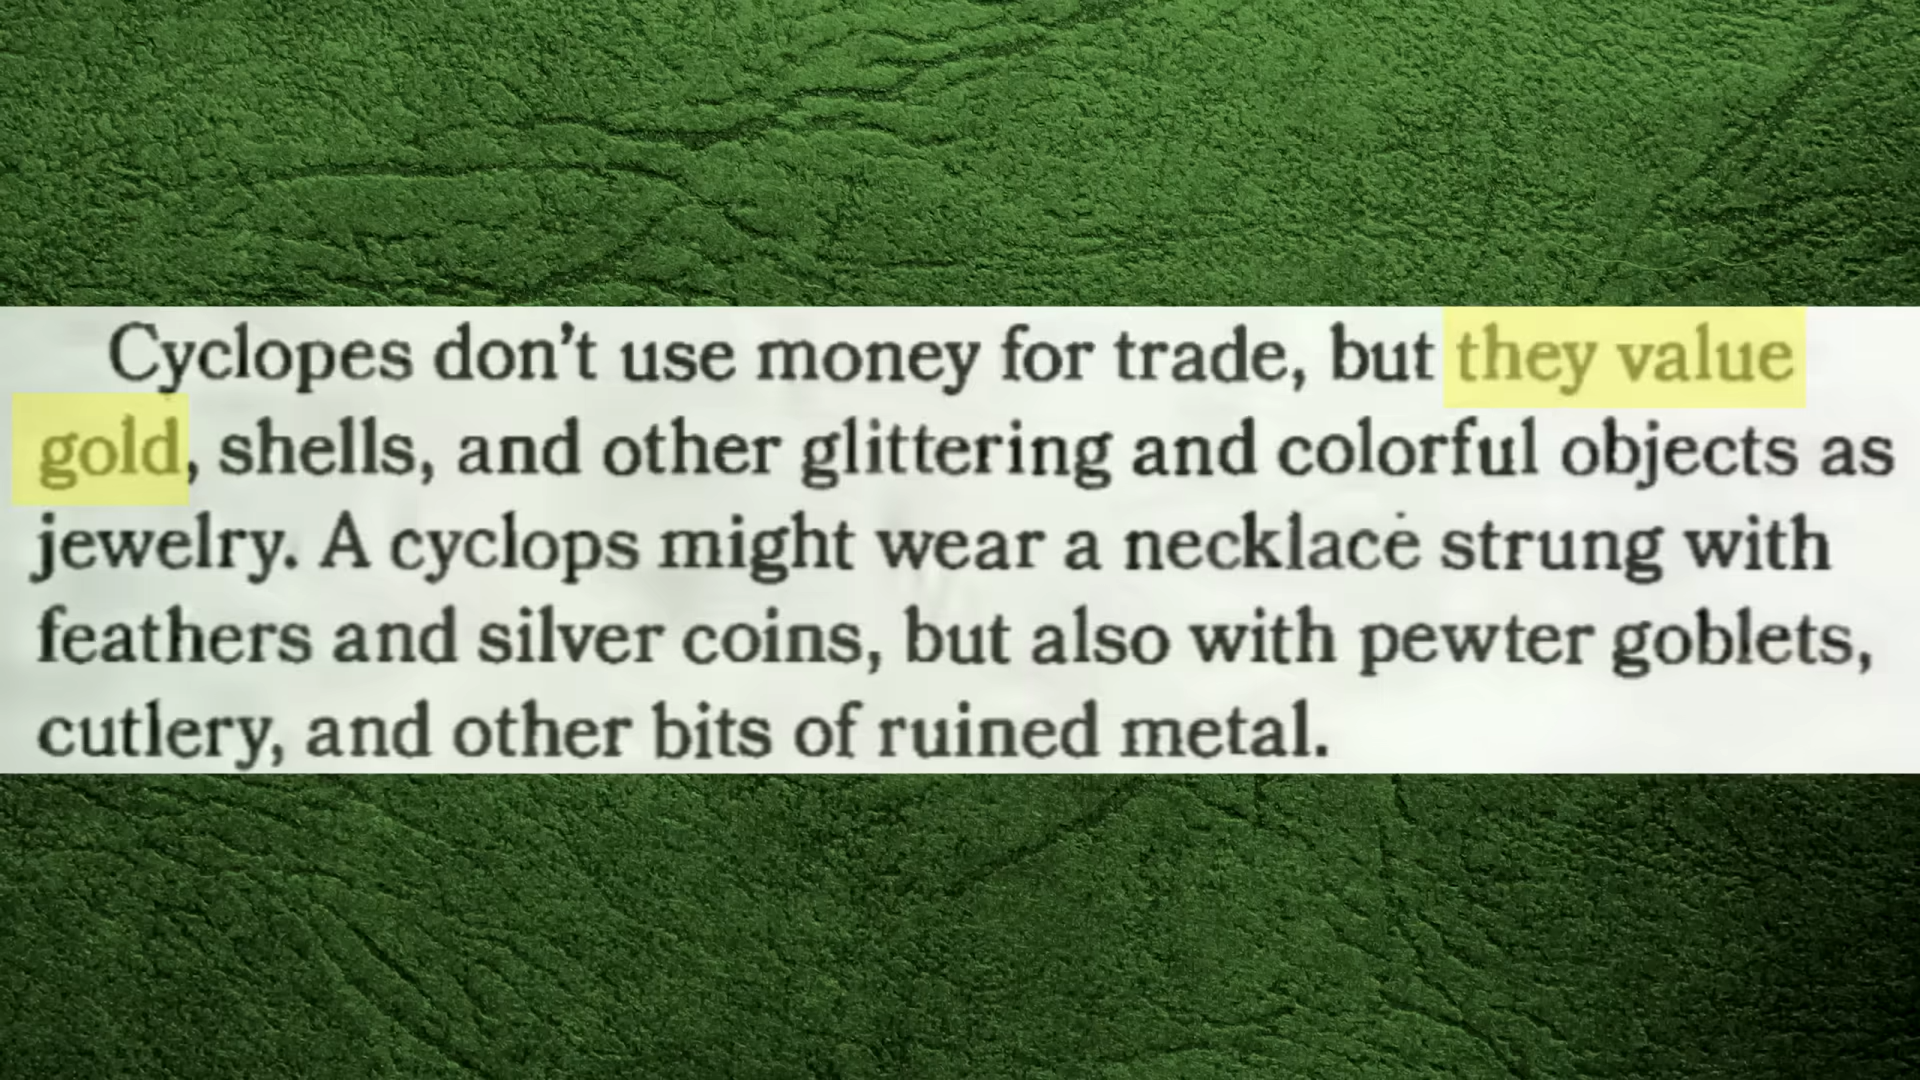 Cyclopes don't use money for trade, but they value
gold, shells, and other glittering and colorful objects as
jewelry. A cyclops might wear a necklace strung with
feathers and silver coins, but also with pewter goblets,
cutlery, and other bits of ruined metal.